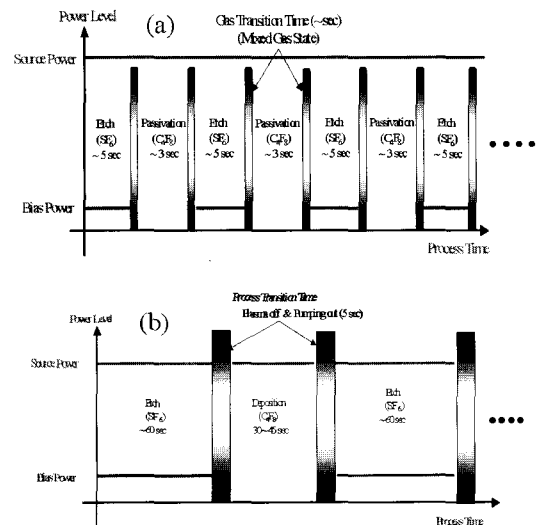 Power Level
(a)
Gas Transition Time (~sec)
(Mixed Gas State)
Source Power
Etch
(SF6)
~5 sec
Passivation
(C4F8)
~3 sec
Etch
(SF6)
~5 sec
Passivation
(C4F8)
~3 sec
Etch
(SF6)
~5 sec
Passivation
(C4F8)
~3 sec
Etch
(SF6)
~5 sec
Bias Power
Process Time
(b)
Process Transition Time
Plasma off & Pumping out (5 sec)
Power Level
Source Power
Etch
(SF6)
~60 sec
Deposition
(C4F8)
30~45 sec
Etch
(SF6)
~60 sec
Bias Power
Process Time